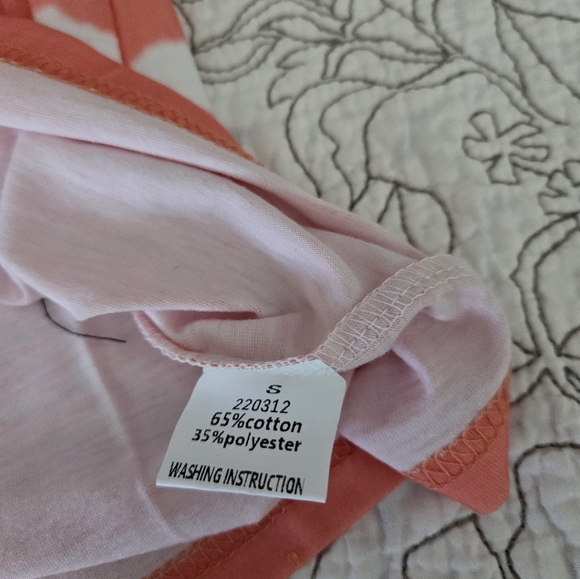 S
220312
65%cotton
35%polyester
WASHING INSTRUCTION